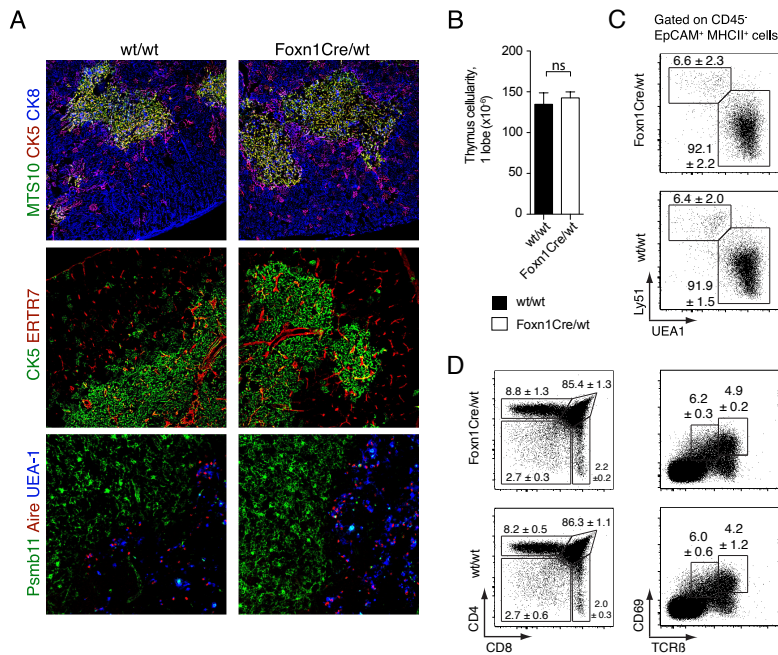 A
wt/wt
Foxn1Cre/wt
MTS10 CK5 CK8
CK5 ERTR7
Psmb11 Aire UEA-1
B
Thymus cellularity,
1 lobe (x10⁻⁶)
200
150
100
50
0
ns
wt/wt
Foxn1Cre/wt
wt/wt
Foxn1Cre/wt
C
Gated on CD45⁻
EpCAM⁺ MHCII⁺ cells
Foxn1Cre/wt
6.6 ± 2.3
92.1
± 2.2
wt/wt
6.4 ± 2.0
91.9
± 1.5
Ly51
UEA1
D
Foxn1Cre/wt
8.8 ± 1.3
85.4 ± 1.3
2.7 ± 0.3
2.2
±0.2
6.2
± 0.3
4.9
± 0.2
wt/wt
8.2 ± 0.5
86.3 ± 1.1
2.7 ± 0.6
2.0
± 0.3
6.0
± 0.6
4.2
± 1.2
CD4
CD8
CD69
TCRß